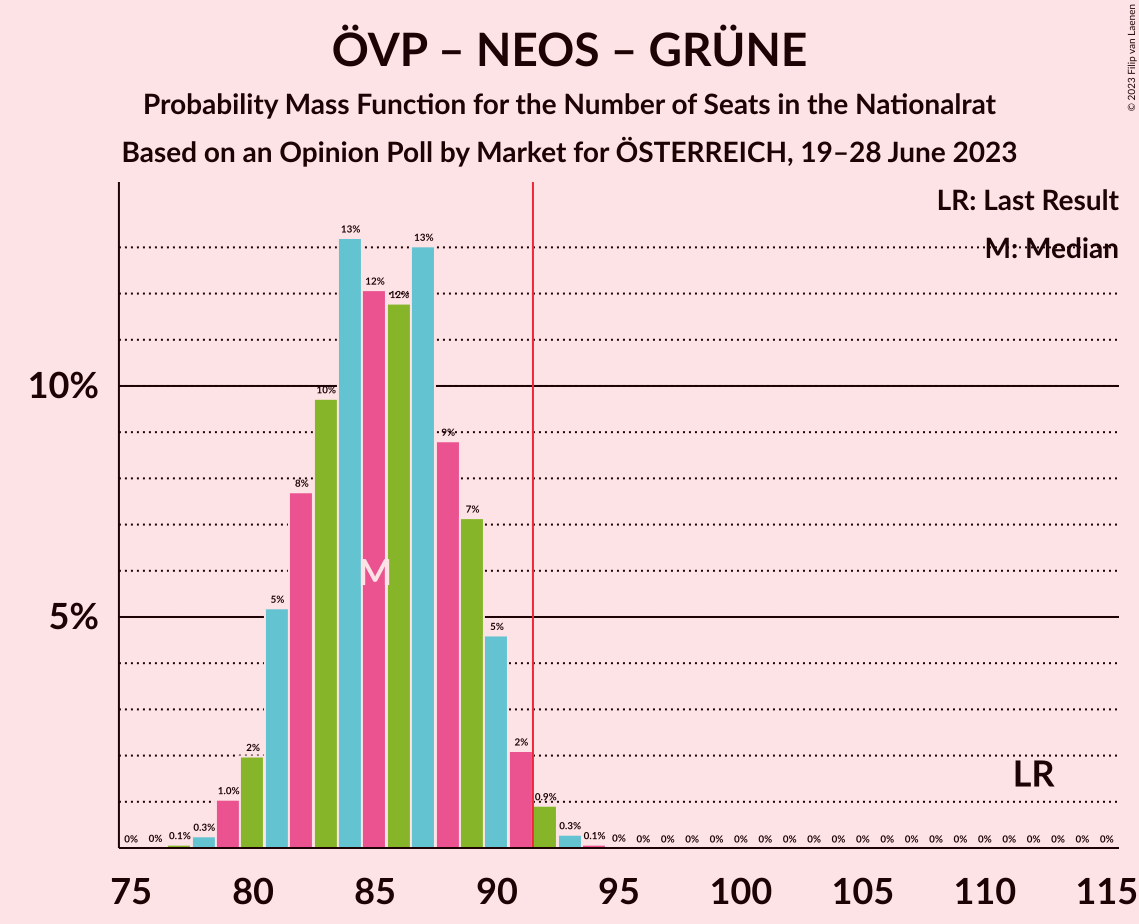 ÖVP – NEOS – GRÜNE
Probability Mass Function for the Number of Seats in the Nationalrat
Based on an Opinion Poll by Market for ÖSTERREICH, 19–28 June 2023
© 2023 Filip van Laenen
LR: Last Result
M: Median
10%
5%
0% 0% 0.1% 0.3% 1.0% 2% 5% 8% 10% 13% 12% 12% 13% 9% 7% 5% 2% 0.9% 0.3% 0.1% 0% 0% 0% 0% 0% 0% 0% 0% 0% 0% 0% 0% 0% 0% 0% 0% 0% 0% 0% 0% 0%
M
LR
75 80 85 90 95 100 105 110 115